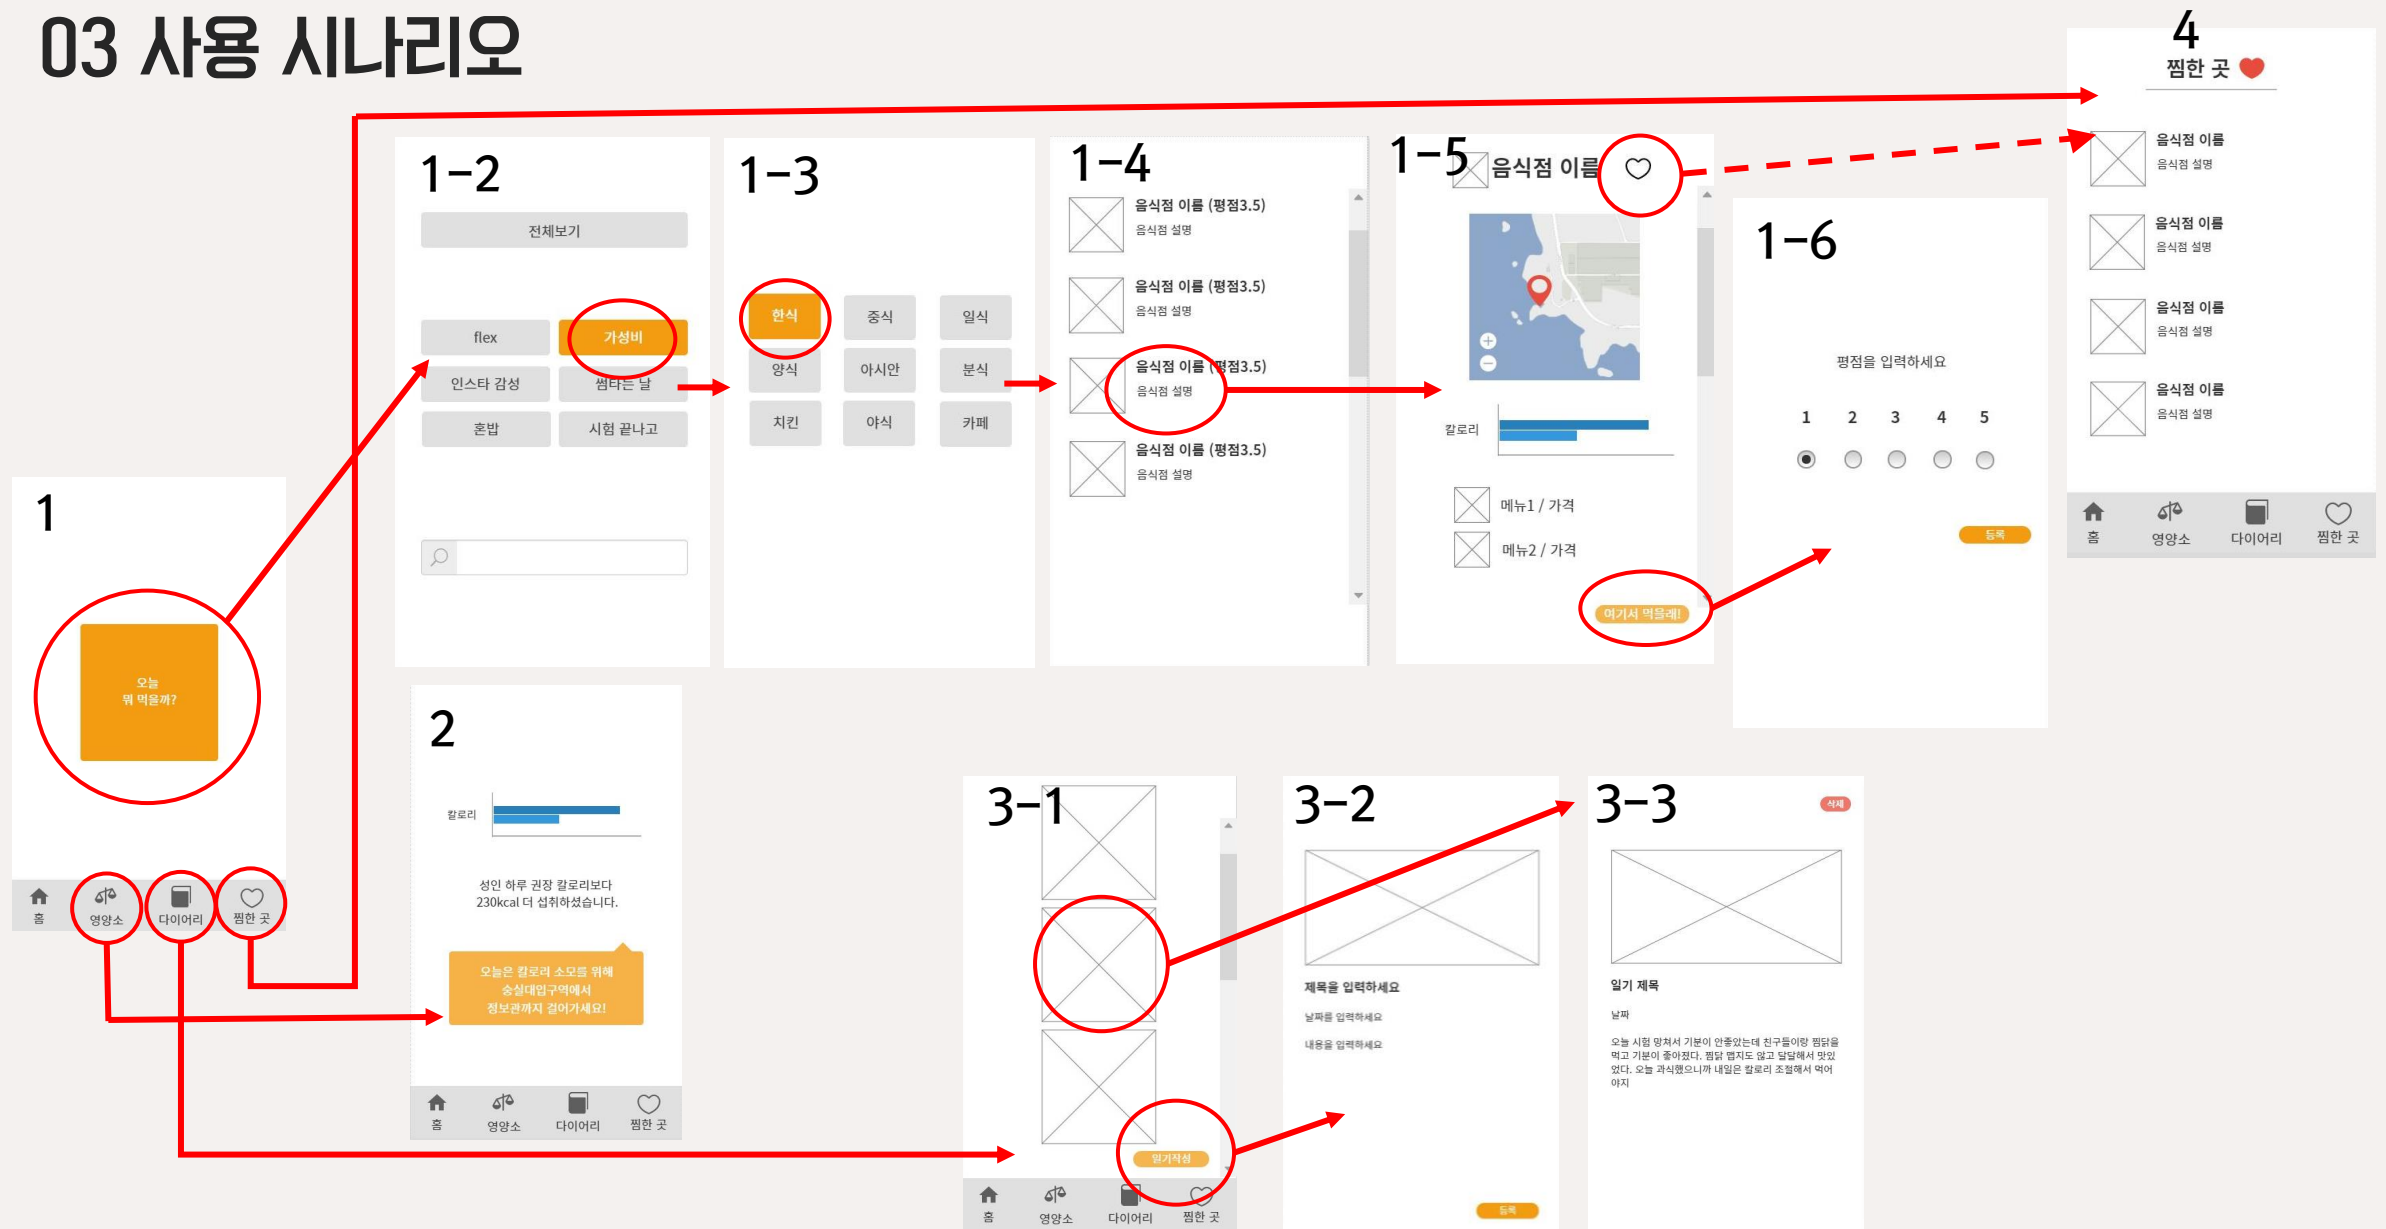 03 사용 시나리오
1
오늘
뭐 먹을까?
홈
영양소
다이어리
찜한 곳
1-2
전체보기
flex
가성비
인스타 감성
썸타는 날
혼밥
시험 끝나고
1-3
한식
중식
일식
양식
아시안
분식
치킨
야식
카페
1-4
음식점 이름 (평점3.5)
음식점 설명
음식점 이름 (평점3.5)
음식점 설명
음식점 이름 (평점3.5)
음식점 설명
음식점 이름 (평점3.5)
음식점 설명
1-5
음식점 이름
칼로리
메뉴1 / 가격
메뉴2 / 가격
여기서 먹을래!
1-6
평점을 입력하세요
1 2 3 4 5
등록
4
찜한 곳
음식점 이름
음식점 설명
음식점 이름
음식점 설명
음식점 이름
음식점 설명
음식점 이름
음식점 설명
홈
영양소
다이어리
찜한 곳
2
칼로리
성인 하루 권장 칼로리보다
230kcal 더 섭취하셨습니다.
오늘은 칼로리 소모를 위해
숭실대입구역에서
정보관까지 걸어가세요!
홈
영양소
다이어리
찜한 곳
3-1
일기작성
홈
영양소
다이어리
찜한 곳
3-2
제목을 입력하세요
날짜를 입력하세요
내용을 입력하세요
등록
3-3
삭제
일기 제목
날짜
오늘 시험 망쳐서 기분이 안좋았는데 친구들이랑 찜닭을
먹고 기분이 좋아졌다. 찜닭 맵지도 않고 달달해서 맛있
었다. 오늘 과식했으니까 내일은 칼로리 조절해서 먹어
야지